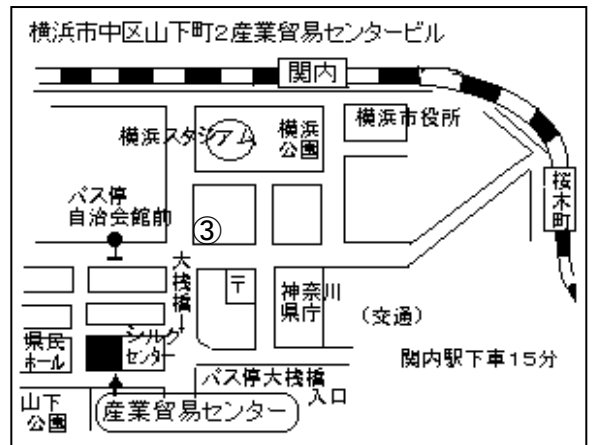 横浜市中区山下町2産業貿易センタービル
関内
横浜スタジアム
横浜
公園
横浜市役所
桜木町
バス停
自治会館前
③
大桟橋
〒
神奈川
県庁
(交通)
県民
ホール
シルク
センター
関内駅下車15分
バス停大桟橋
入口
山下
公園
産業貿易センター